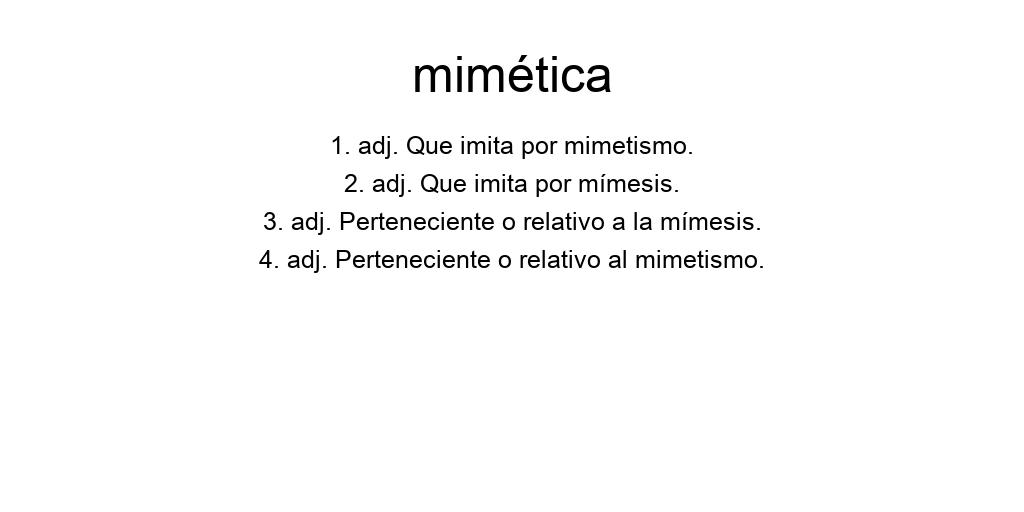 mimética
1. adj. Que imita por mimetismo.
2. adj. Que imita por mímesis.
3. adj. Perteneciente o relativo a la mímesis.
4. adj. Perteneciente o relativo al mimetismo.